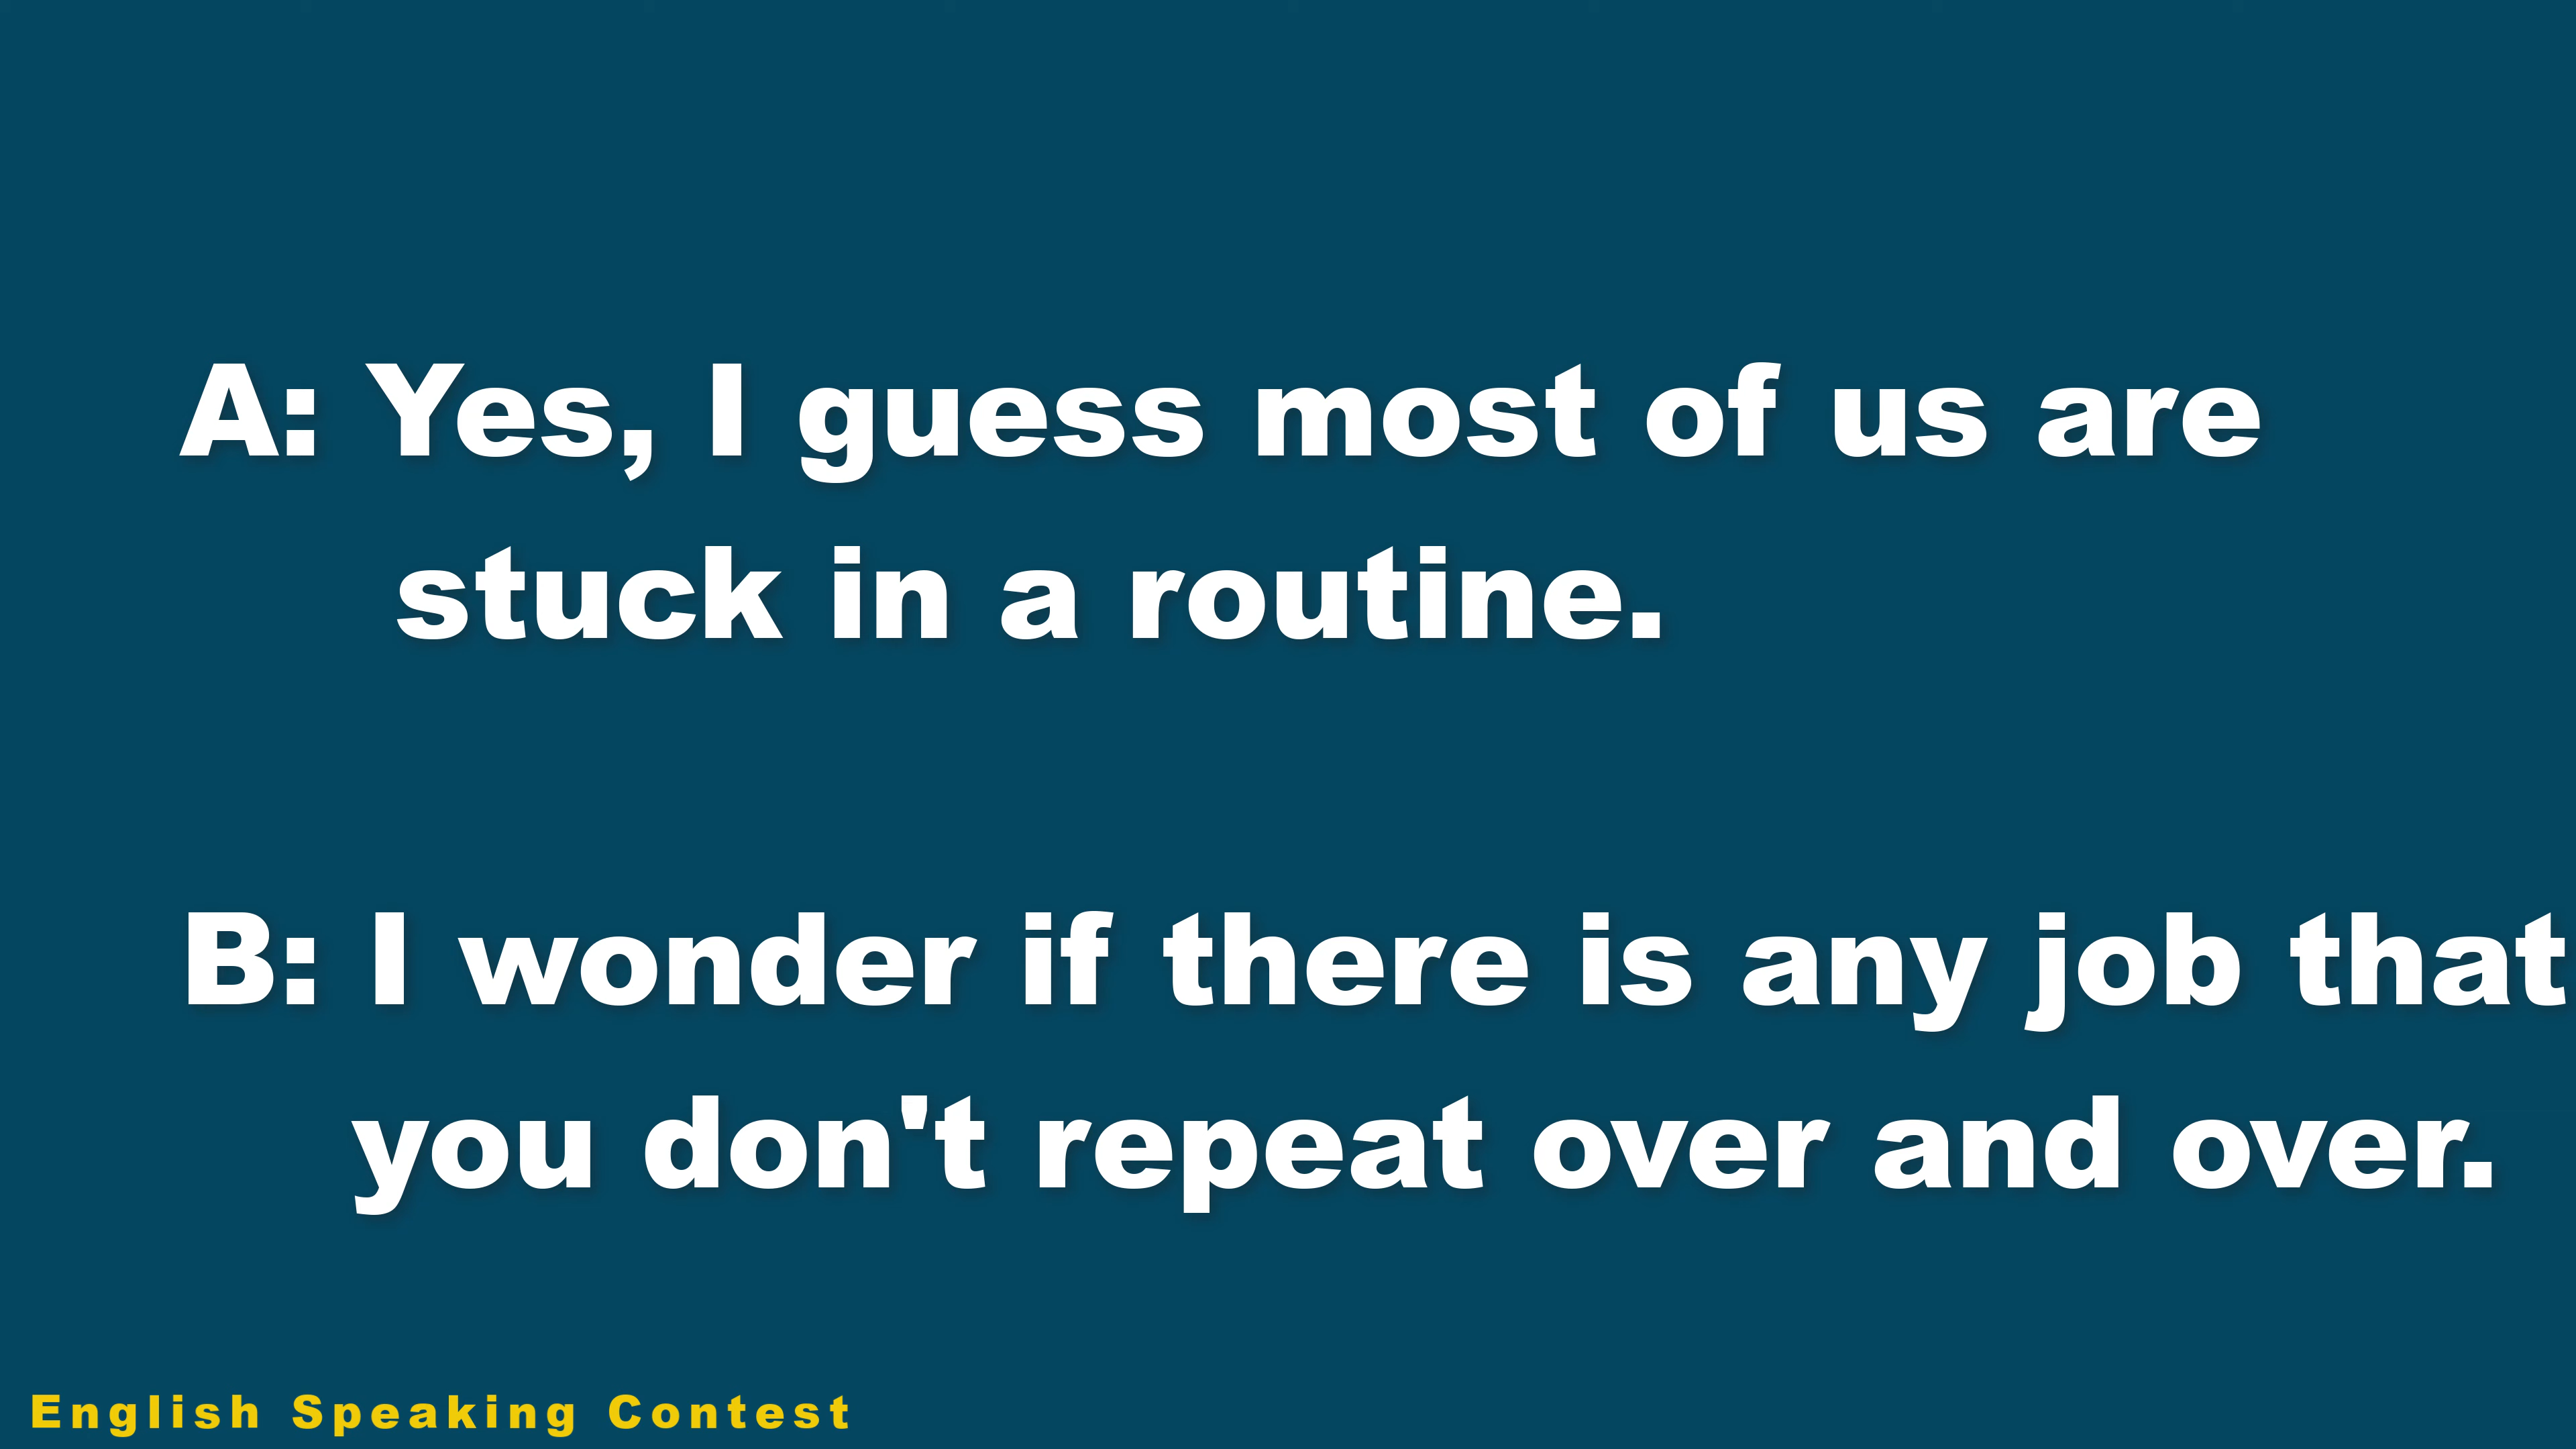 A: Yes, I guess most of us are
stuck in a routine.
B: I wonder if there is any job that
you don't repeat over and over.
English Speaking Contest